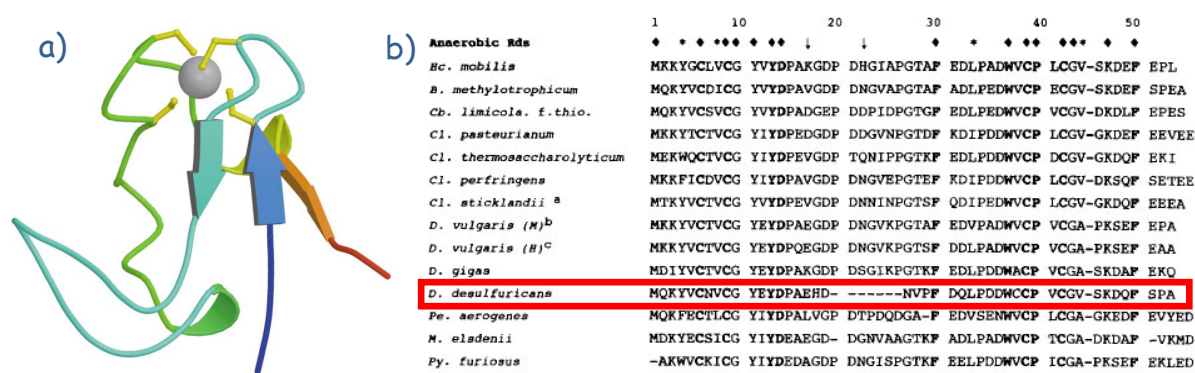 a)
b)
1 10 20 30 40 50
Anaerobic Rds ♦ * ♦ *♦♦ ♦ ♦♦ ↓ ↓ ♦ * ♦ ♦♦ ♦♦* ♦ ♦
Hc. mobilis MKKYGCLVCG YVYDPAKGDP DHGIAPGTAF EDLPADWVCP LCGV-SKDEF EPL
B. methylotrophicum MQKYVCDICG YVYDPAVGDP DNGVAPGTAF ADLPEDWVCP ECGV-SKDEF SPEA
Cb. limicola. f.thio. MQKYVCSVCG YVYDPADGEP DDPIDPGTGF EDLPEDWVCP VCGV-DKDLF EPES
Cl. pasteurianum MKKYTCTVCG YIYDPEDGDP DDGVNPGTDF KDIPDDWVCP LCGV-GKDEF EEVEE
Cl. thermosaccharolyticum MEKWQCTVCG YIYDPEVGDP TQNIPPGTKF EDLPDDWVCP DCGV-GKDQF EKI
Cl. perfringens MKKFICDVCG YIYDPAVGDP DNGVEPGTEF KDIPDDWVCP LCGV-DKSQF SETEE
Cl. sticklandii a MTKYVCTVCG YVYDPEVGDP DNNINPGTSF QDIPEDWVCP LCGV-GKDQF EEEA
D. vulgaris (M)b MKKYVCTVCG YEYDPAEGDP DNGVKPGTAF EDVPADWVCP ICGA-PKSEF EPA
D. vulgaris (H)c MKKYVCTVCG YEYDPQEGDP DNGVKPGTSF DDLPADWVCP VCGA-PKSEF EAA
D. gigas MDIYVCTVCG YEYDPAKGDP DSGIKPGTKF EDLPDDWACP VCGA-SKDAF EKQ
D. desulfuricans MQKYVCNVCG YEYDPAEHD- ------NVPF DQLPDDWCCP VCGV-SKDQF SPA
Pe. aerogenes MQKFECTLCG YIYDPALVGP DTPDQDGA-F EDVSENWVCP LCGA-GKEDF EVYED
M. elsdenii MDKYECSICG YIYDEAEGD- DGNVAAGTKF ADLPADWVCP TCGA-DKDAF -VKMD
Py. furiosus -AKWVCKICG YIYDEDAGDP DNGISPGTKF EELPDDWVCP ICGA-PKSEF EKLED